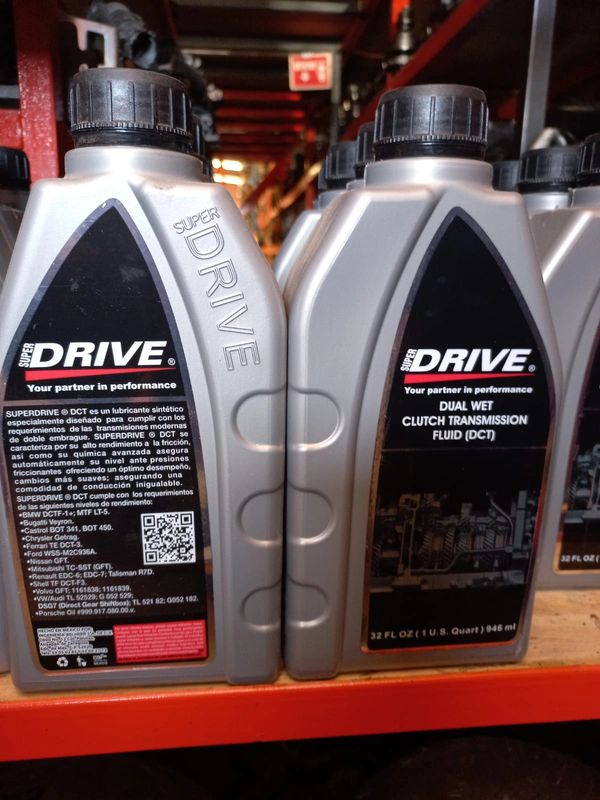 SUPER
DRIVE
SUPER DRIVE®
Your partner in performance
SUPERDRIVE ® DCT es un lubricante sintético
especialmente diseñado para cumplir con los
requerimientos de las transmisiones modernas
de doble embrague. SUPERDRIVE ® DCT se
caracteriza por su alto rendimiento a la fricción,
así como su química avanzada asegura
automáticamente su nivel ante presiones
friccionantes ofreciendo un óptimo desempeño,
cambios más suaves; asegurando una
comodidad de conducción inigualable.
SUPERDRIVE ® DCT cumple con los requerimientos
de las siguientes niveles de rendimiento:
•BMW DCTF-1+; MTF LT-5.
•Bugatti Veyron.
•Castrol BOT 341, BOT 450.
•Chrysler Getrag.
•Ferrari TE DCT-3.
•Ford WSS-M2C936A.
•Nissan GFT.
•Mitsubishi TC-SST (GFT).
•Renault EDC-6; EDC-7; Talisman R7D.
•Shell TF DCT-F3.
•Volvo GFT; 1161838; 1161839.
•VW/Audi TL 52529; G 052 529;
DSG7 (Direct Gear Shiftbox); TL 521 82; G052 182.
•Porsche Oil #999.917.080.00.v.
HECHO EN MÉXICO POR:
SUPER DRIVE®
Your partner in performance
DUAL WET
CLUTCH TRANSMISSION
FLUID (DCT)
32 FL OZ ( 1 U.S. Quart ) 946 ml
32 FL OZ (